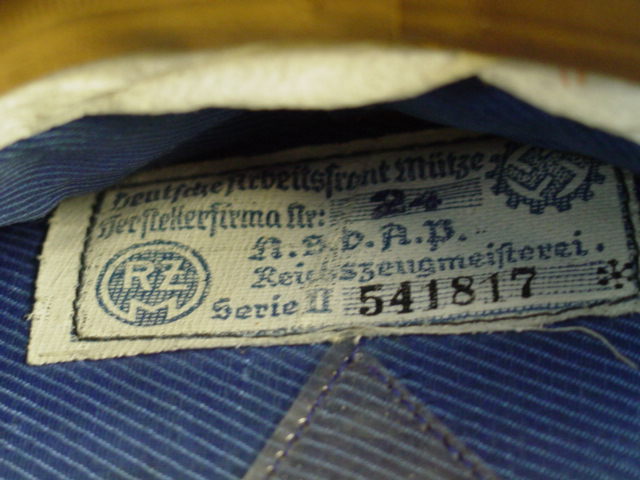 Deutsche Arbeitsfront Mütze
Herstellerfirma Nr: 24
N.S.D.A.P.
Reichszeugmeisterei.
Serie II 541817 *
RZM